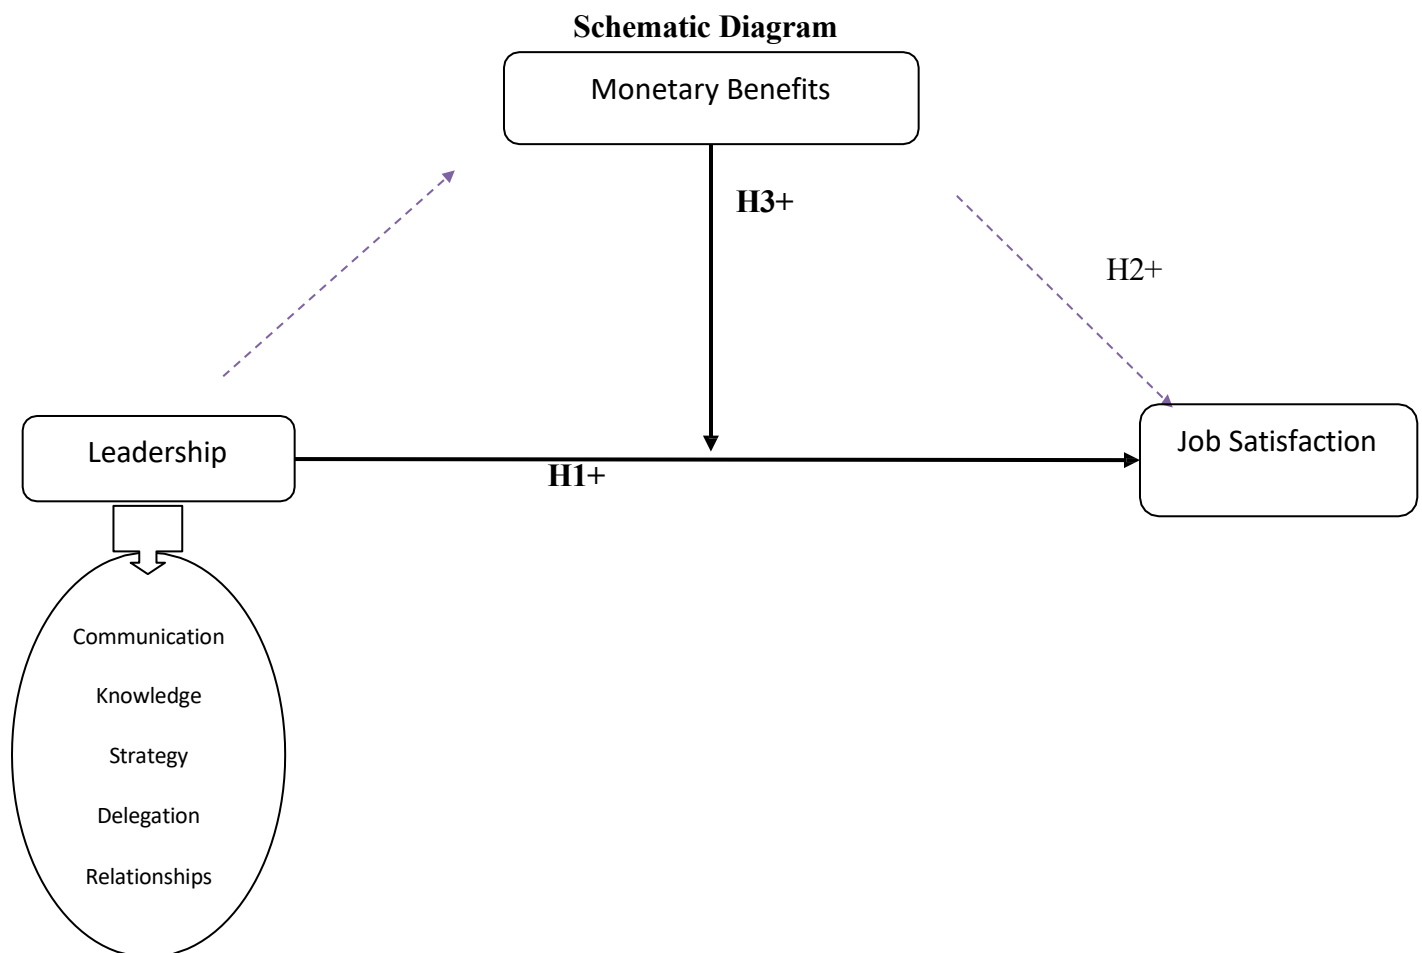 Schematic Diagram
Monetary Benefits
H3+
H2+
Leadership
Job Satisfaction
H1+
Communication
Knowledge
Strategy
Delegation
Relationships